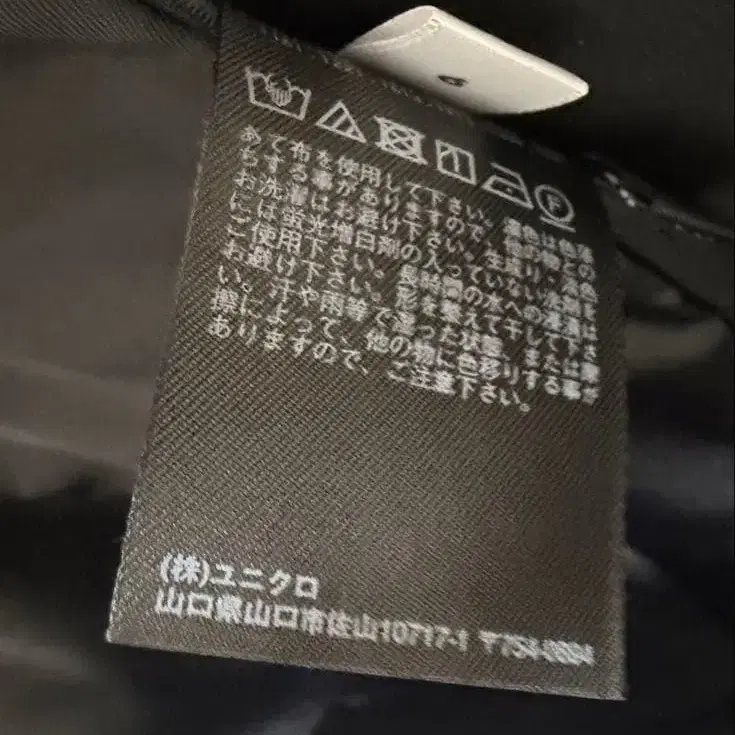 F
あて布を使用して下さい。濃色は色落
ちする事がありますので、他の物との
お洗濯はお避け下さい。生成り・淡色
には蛍光増白剤の入っていない洗剤を
ご使用下さい。長時間の水への浸漬は
お避け下さい。形を整えて干して下さ
い。汗や雨等で湿った状態、または摩
擦によって、他の物に色移りする事が
ありますので、ご注意下さい。
(株)ユニクロ
山口県山口市佐山10717-1 〒754-0894